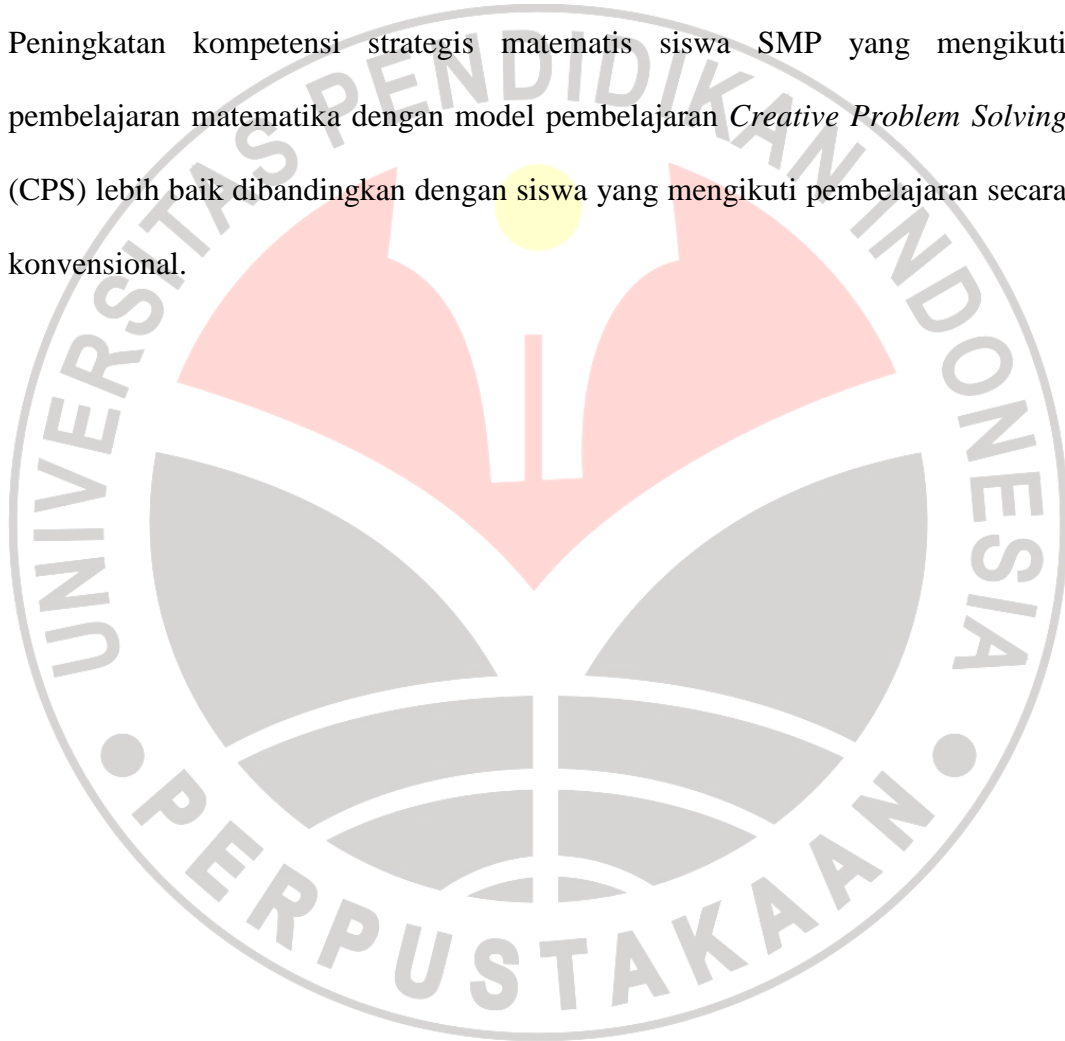 Peningkatan kompetensi strategis matematis siswa SMP yang mengikuti
pembelajaran matematika dengan model pembelajaran Creative Problem Solving
(CPS) lebih baik dibandingkan dengan siswa yang mengikuti pembelajaran secara
konvensional.
UNIVERSITAS PENDIDIKAN INDONESIA
PERPUSTAKAAN